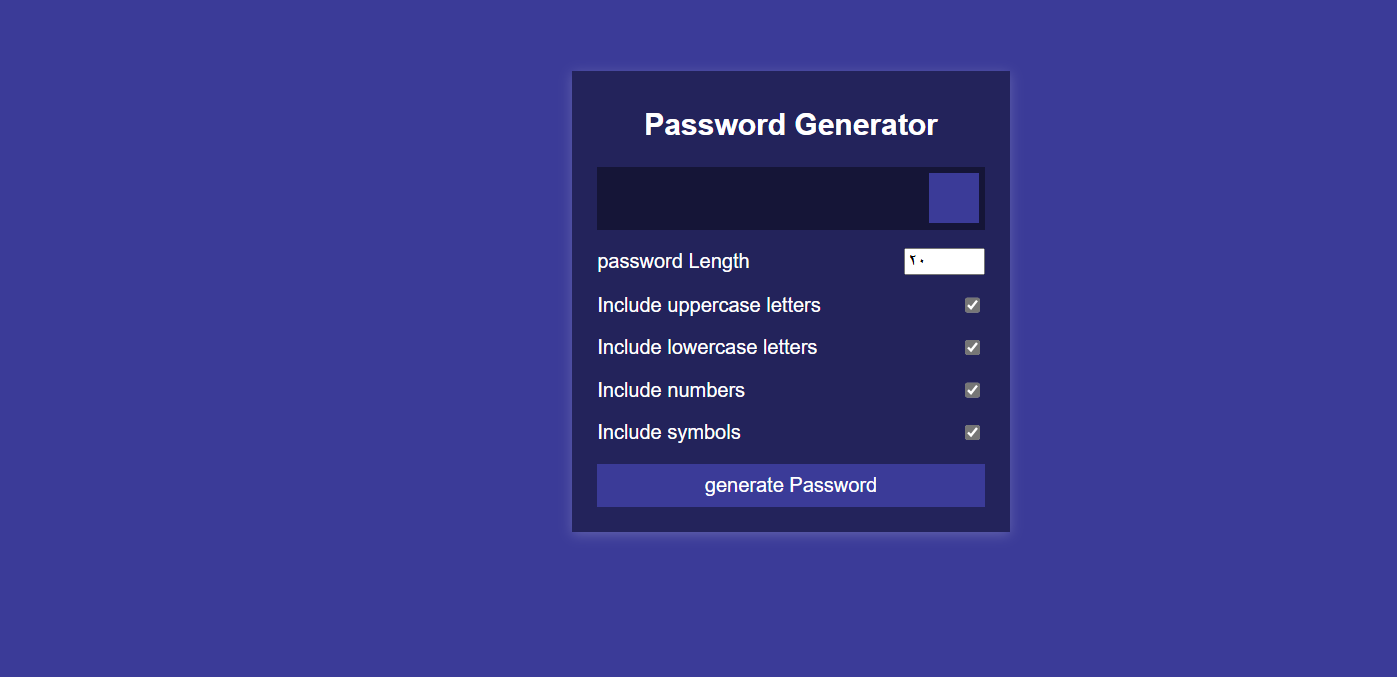 Password Generator
password Length ٢٠
Include uppercase letters
Include lowercase letters
Include numbers
Include symbols
generate Password